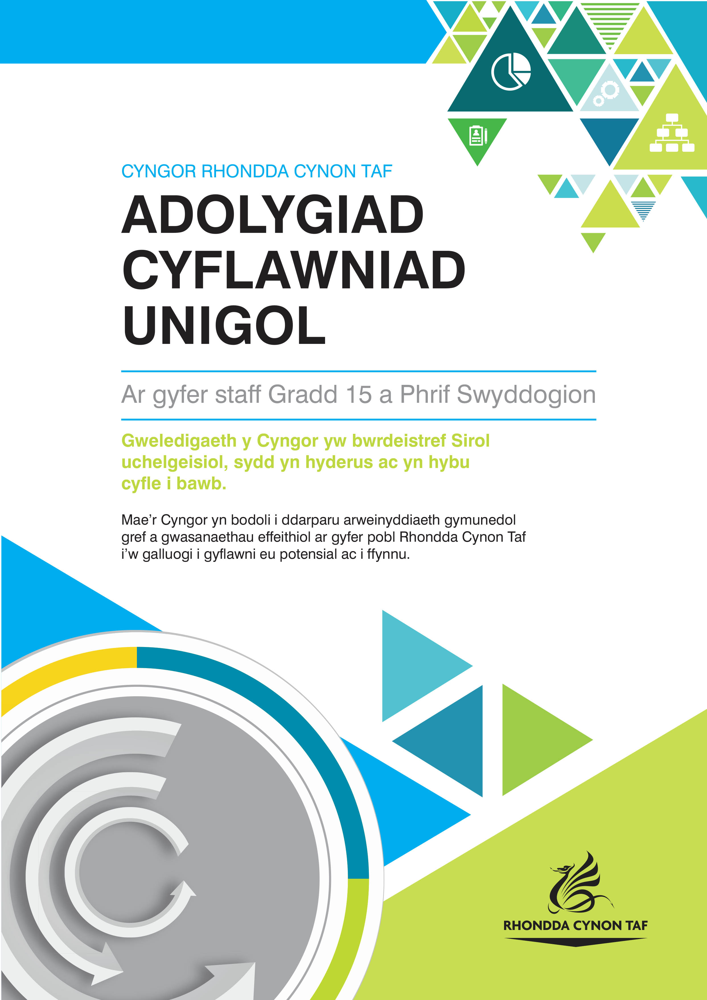 CYNGOR RHONDDA CYNON TAF
ADOLYGIAD
CYFLAWNIAD
UNIGOL
Ar gyfer staff Gradd 15 a Phrif Swyddogion
Gweledigaeth y Cyngor yw bwrdeistref Sirol
uchelgeisiol, sydd yn hyderus ac yn hybu
cyfle i bawb.
Mae’r Cyngor yn bodoli i ddarparu arweinyddiaeth gymunedol
gref a gwasanaethau effeithiol ar gyfer pobl Rhondda Cynon Taf
i’w galluogi i gyflawni eu potensial ac i ffynnu.
RHONDDA CYNON TAF